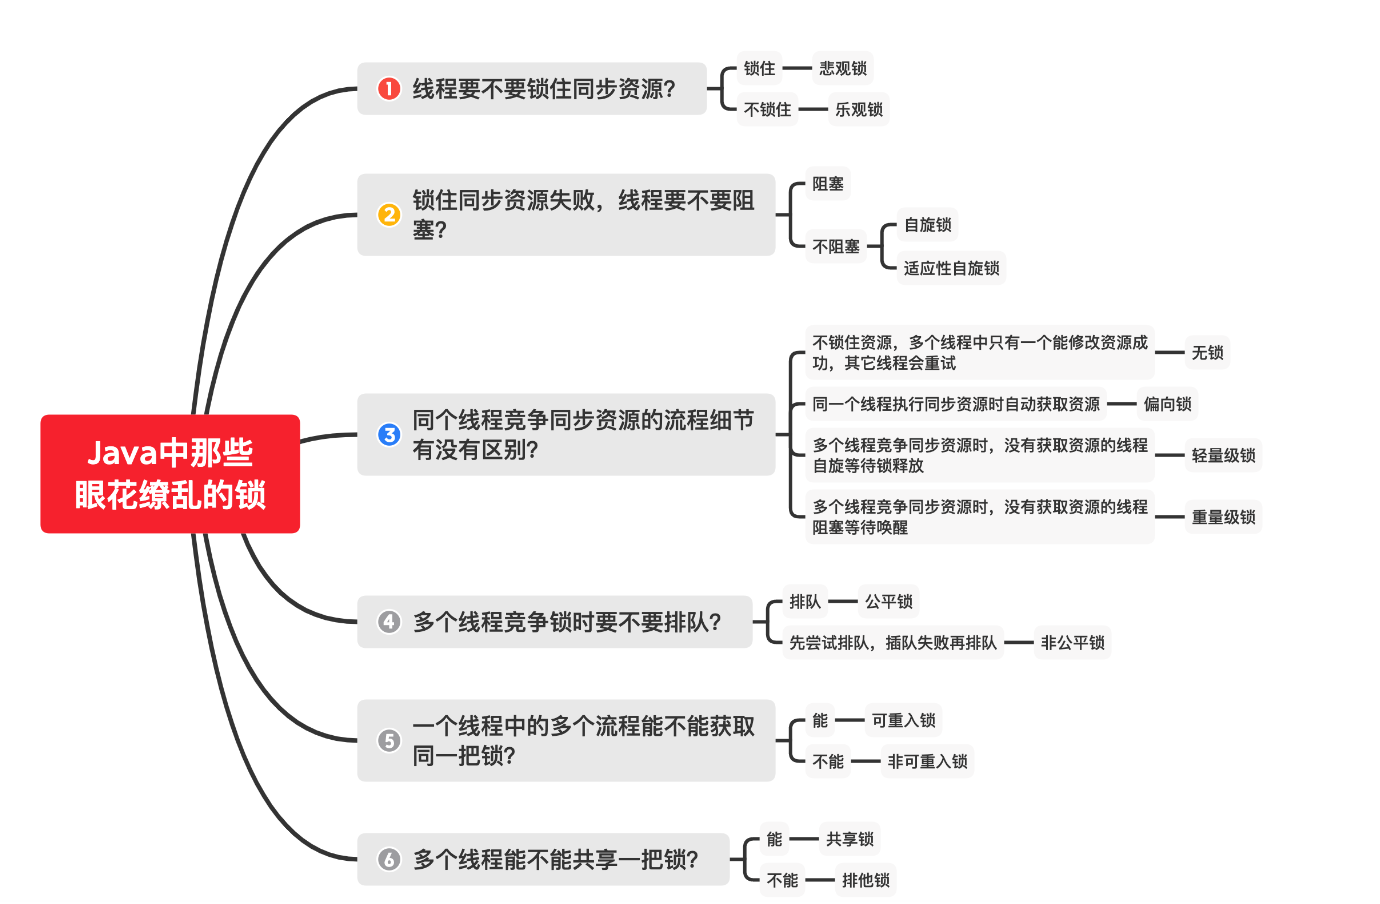 Java中那些
眼花缭乱的锁
1 线程要不要锁住同步资源？
锁住
悲观锁
不锁住
乐观锁
2 锁住同步资源失败，线程要不要阻
塞？
阻塞
不阻塞
自旋锁
适应性自旋锁
3 同个线程竞争同步资源的流程细节
有没有区别？
不锁住资源，多个线程中只有一个能修改资源成
功，其它线程会重试
无锁
同一个线程执行同步资源时自动获取资源
偏向锁
多个线程竞争同步资源时，没有获取资源的线程
自旋等待锁释放
轻量级锁
多个线程竞争同步资源时，没有获取资源的线程
阻塞等待唤醒
重量级锁
4 多个线程竞争锁时要不要排队？
排队
公平锁
先尝试排队，插队失败再排队
非公平锁
5 一个线程中的多个流程能不能获取
同一把锁？
能
可重入锁
不能
非可重入锁
6 多个线程能不能共享一把锁？
能
共享锁
不能
排他锁